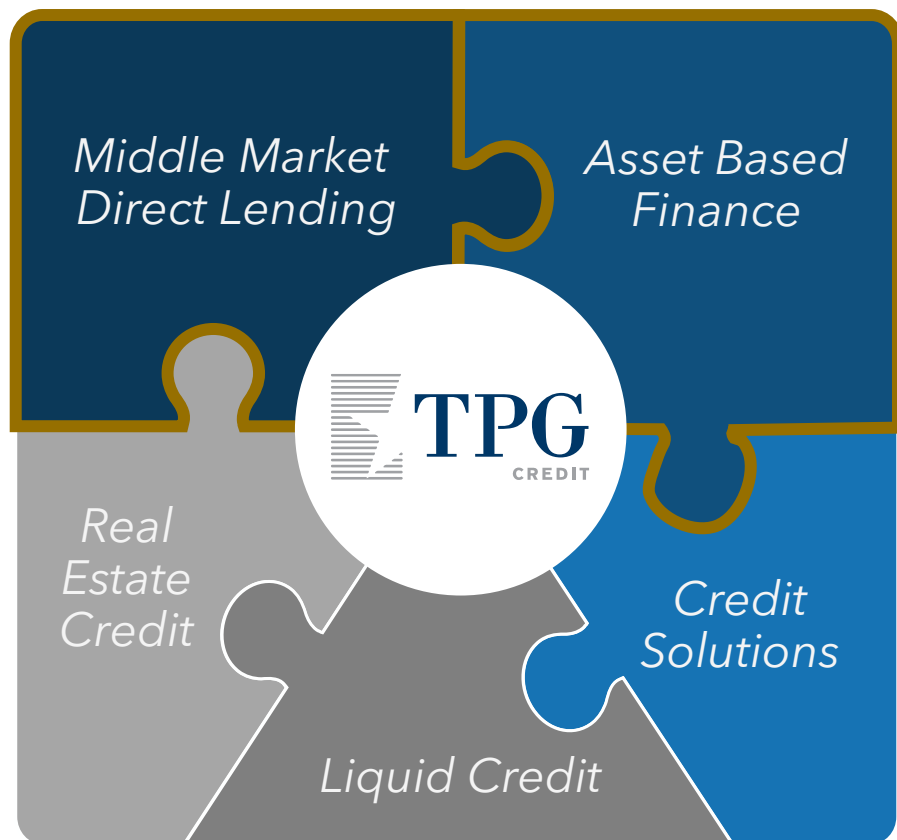 Middle Market
Direct Lending
Asset Based
Finance
TPG
CREDIT
Real
Estate
Credit
Credit
Solutions
Liquid Credit